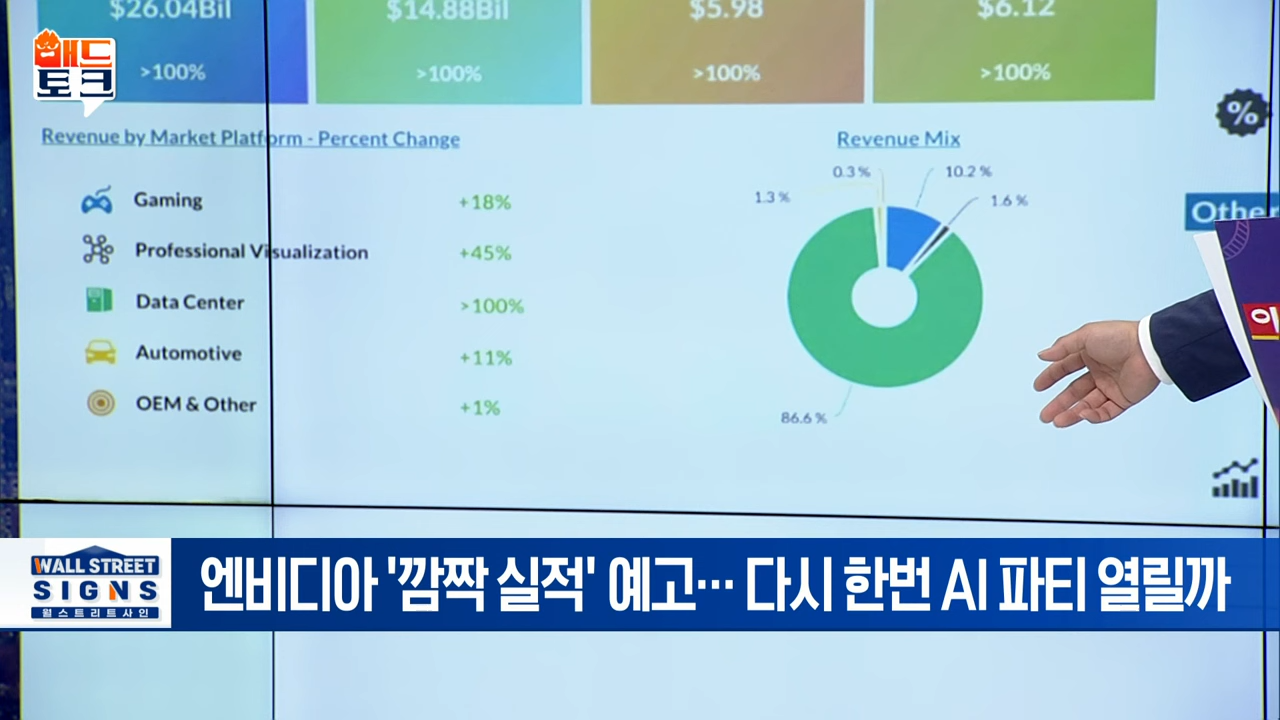 $26.04Bil
$14.88Bil
$5.98
$6.12
>100%
>100%
>100%
>100%
매드
토크
Revenue by Market Platform - Percent Change
Gaming +18%
Professional Visualization +45%
Data Center >100%
Automotive +11%
OEM & Other +1%
Revenue Mix
0.3 %
10.2 %
1.3 %
1.6 %
86.6 %
%
Other
WALL STREET
SIGNS
월스트리트사인
엔비디아 '깜짝 실적' 예고… 다시 한번 AI 파티 열릴까